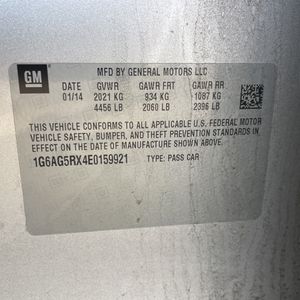 GM
MFD BY GENERAL MOTORS LLC
DATE GVWR GAWR FRT GAWR RR
01/14 2021 KG 934 KG 1087 KG
4456 LB 2060 LB 2396 LB
THIS VEHICLE CONFORMS TO ALL APPLICABLE U.S. FEDERAL MOTOR
VEHICLE SAFETY, BUMPER, AND THEFT PREVENTION STANDARDS IN
EFFECT ON THE DATE OF MANUFACTURE SHOWN ABOVE.
1G6AG5RX4E0159921 TYPE: PASS CAR